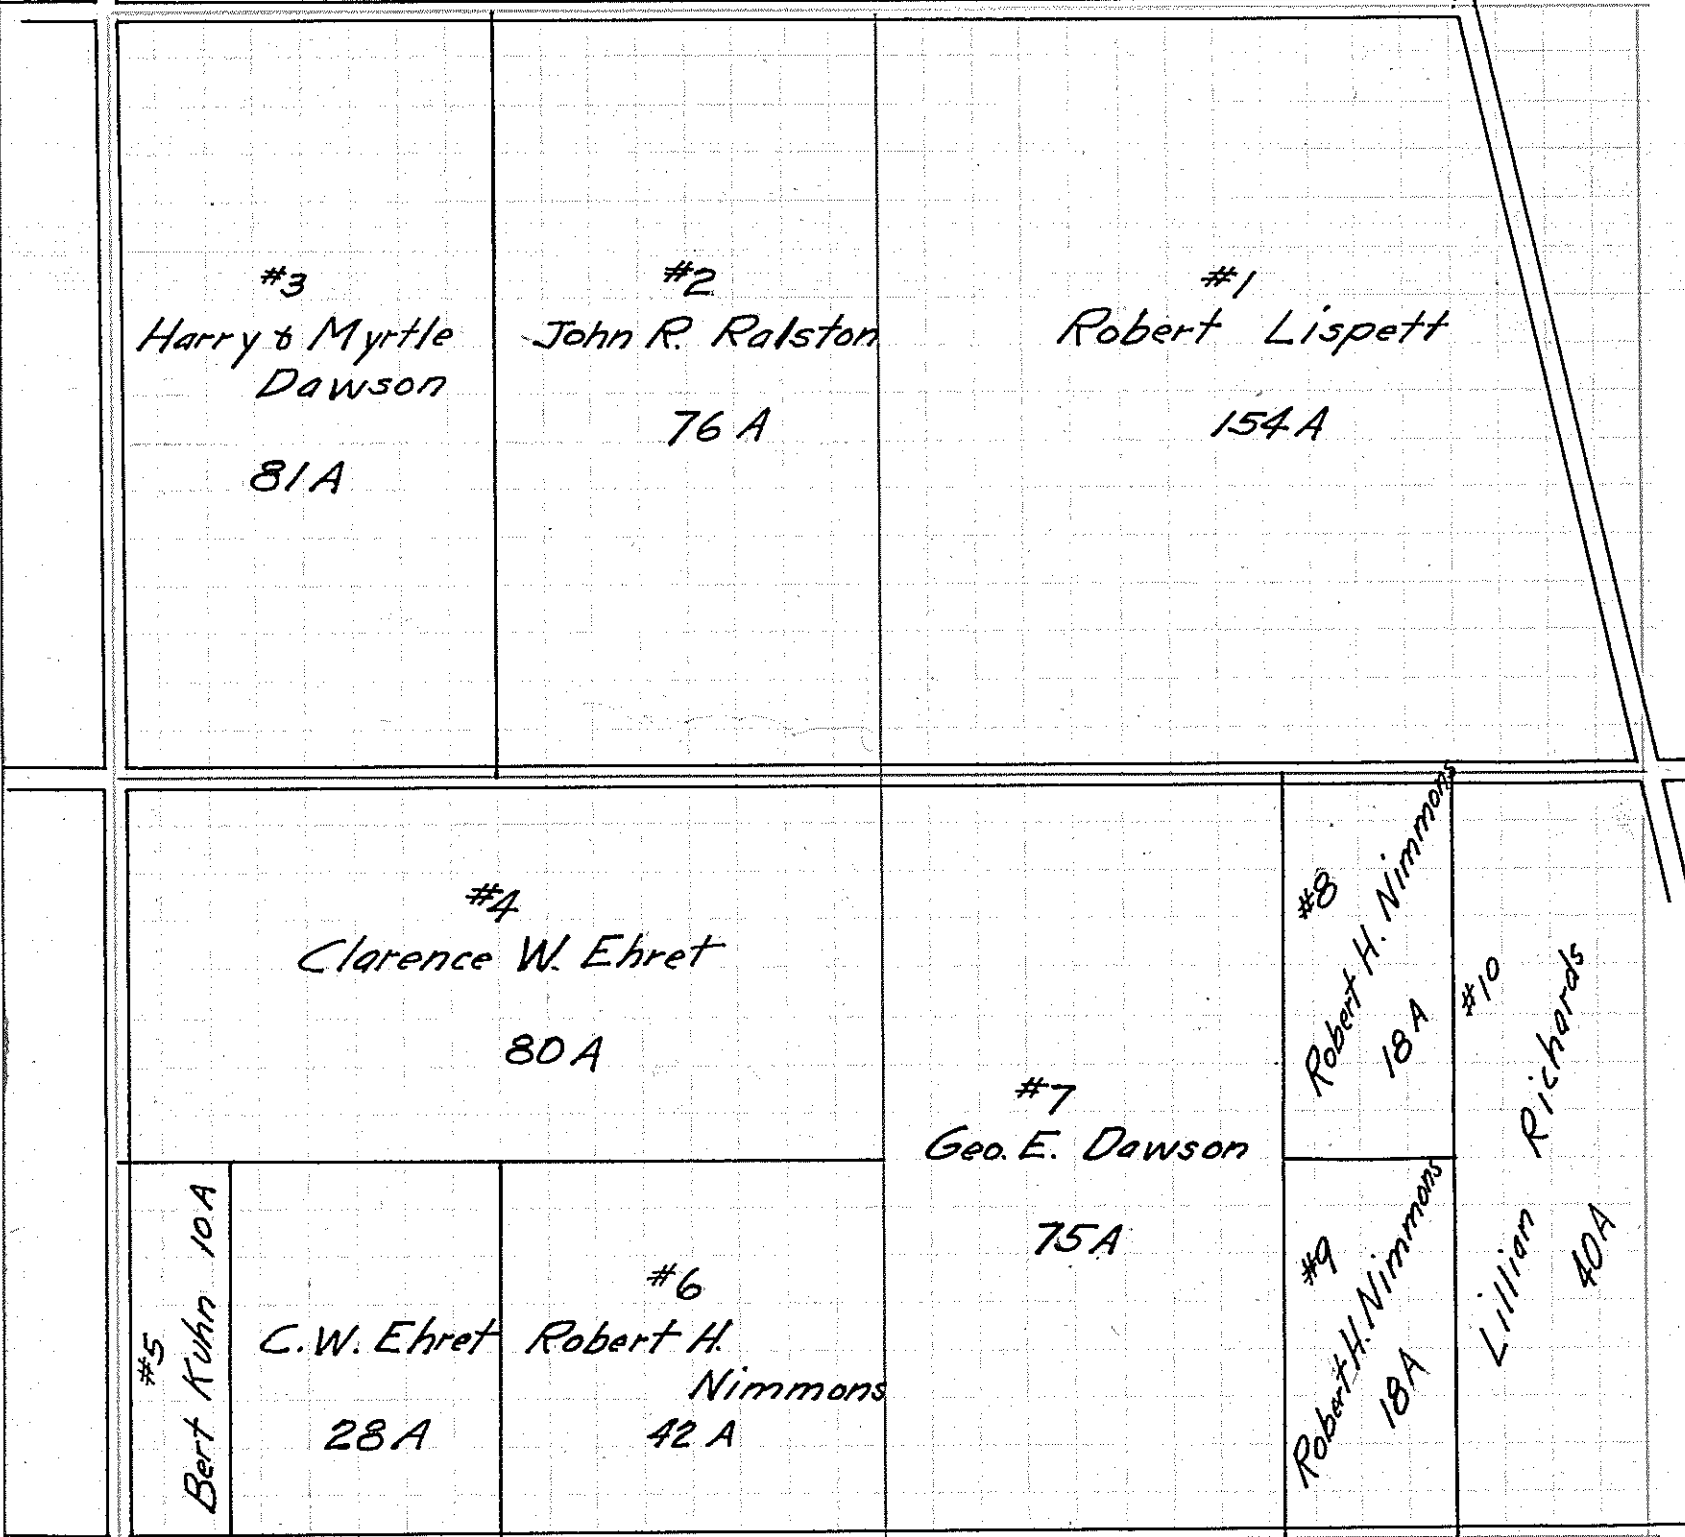 #3
Harry & Myrtle
Dawson
81A
#2
John R. Ralston
76 A
#1
Robert Lispett
154A
#4
Clarence W. Ehret
80A
#5
Bert Kuhn 10A
C.W. Ehret
28A
#6
Robert H.
Nimmons
42 A
#7
Geo. E. Dawson
75A
#8
Robert H. Nimmons
18 A
#9
Robert H. Nimmons
18A
#10
Lillian Richards
40A